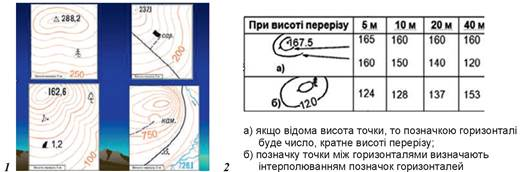 288,2
250
237,1
сар.
200
162,6
1,2
100
750
кам.
726,1
1
2
При висоті перерізу 5 м 10 м 20 м 40 м
167.5 165 160 160 160
а) 160 150 140 120
б) 120 124 128 137 153
а) якщо відома висота точки, то позначкою горизонталі
буде число, кратне висоті перерізу;
б) позначку точки між горизонталями визначають
інтерполюванням позначок горизонталей